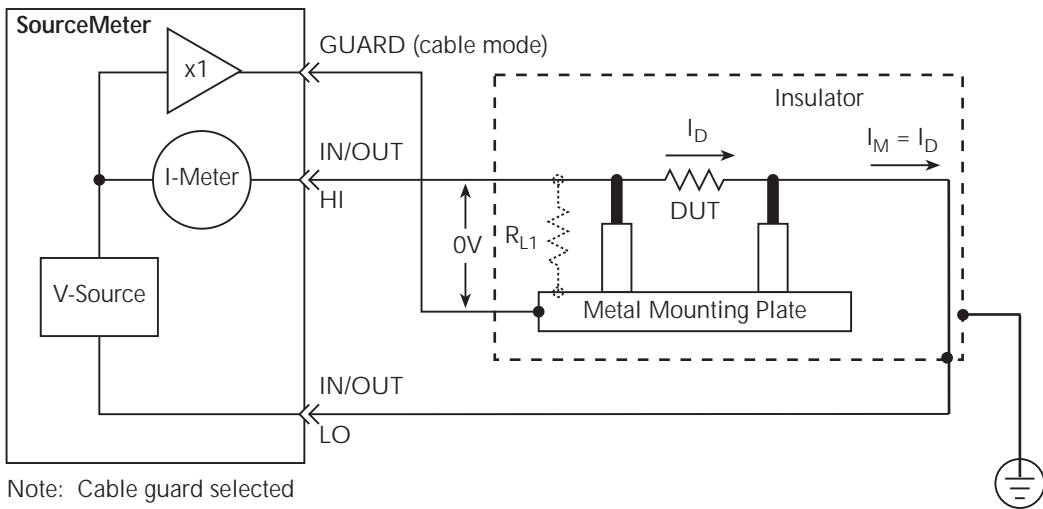 SourceMeter
GUARD (cable mode)
x1
Insulator
I-Meter
IN/OUT
HI
I_D
I_M = I_D
DUT
0V
R_L1
V-Source
Metal Mounting Plate
IN/OUT
LO
Note: Cable guard selected